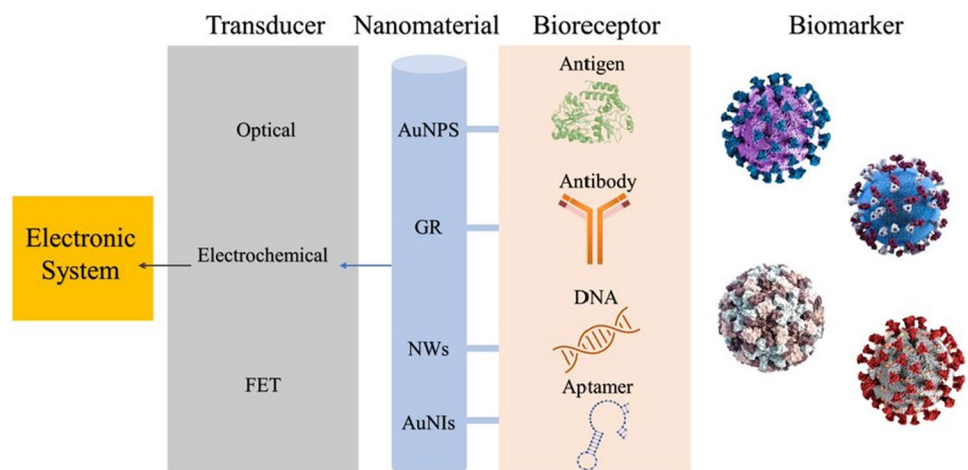 Transducer
Nanomaterial
Bioreceptor
Biomarker
Electronic
System
Optical
Electrochemical
FET
AuNPS
GR
NWs
AuNIs
Antigen
Antibody
DNA
Aptamer